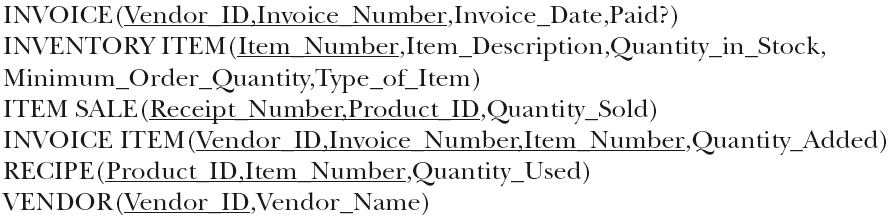 INVOICE(Vendor_ID,Invoice_Number,Invoice_Date,Paid?)
INVENTORY ITEM(Item_Number,Item_Description,Quantity_in_Stock,
Minimum_Order_Quantity,Type_of_Item)
ITEM SALE(Receipt_Number,Product_ID,Quantity_Sold)
INVOICE ITEM(Vendor_ID,Invoice_Number,Item_Number,Quantity_Added)
RECIPE(Product_ID,Item_Number,Quantity_Used)
VENDOR(Vendor_ID,Vendor_Name)